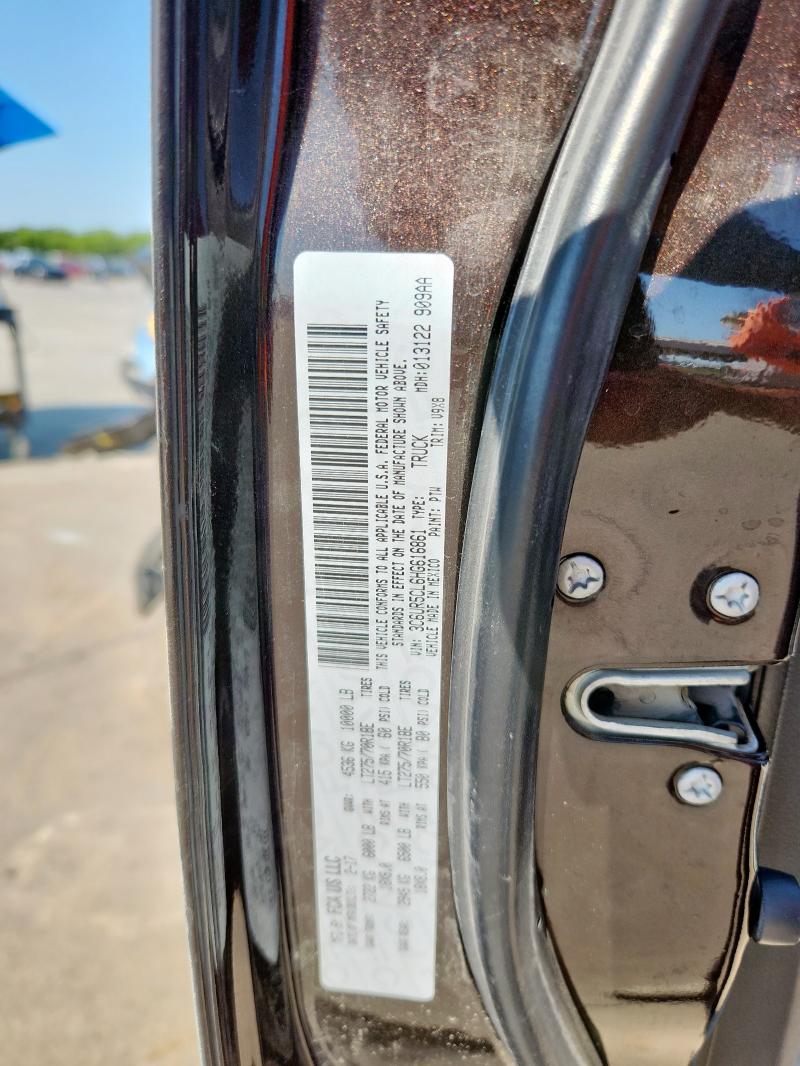 MFD BY FCA US LLC
DATE OF MFR 2-17 GVWR: 4536 KG 10000 LB
GAWR FRONT: 2722 KG 6000 LB WITH LT275/70R18E TIRES
18X8.0 RIMS AT 415 KPA ( 60 PSI) COLD
GAWR REAR: 2945 KG 6500 LB WITH LT275/70R18E TIRES
18X8.0 RIMS AT 550 KPA ( 80 PSI) COLD
THIS VEHICLE CONFORMS TO ALL APPLICABLE U.S.A. FEDERAL MOTOR VEHICLE SAFETY
STANDARDS IN EFFECT ON THE DATE OF MANUFACTURE SHOWN ABOVE.
VIN: 3C6UR5CL6HG616861 TYPE: TRUCK MDH:013122 909AA
VEHICLE MADE IN MEXICO PAINT: PTW TRIM: V9X8